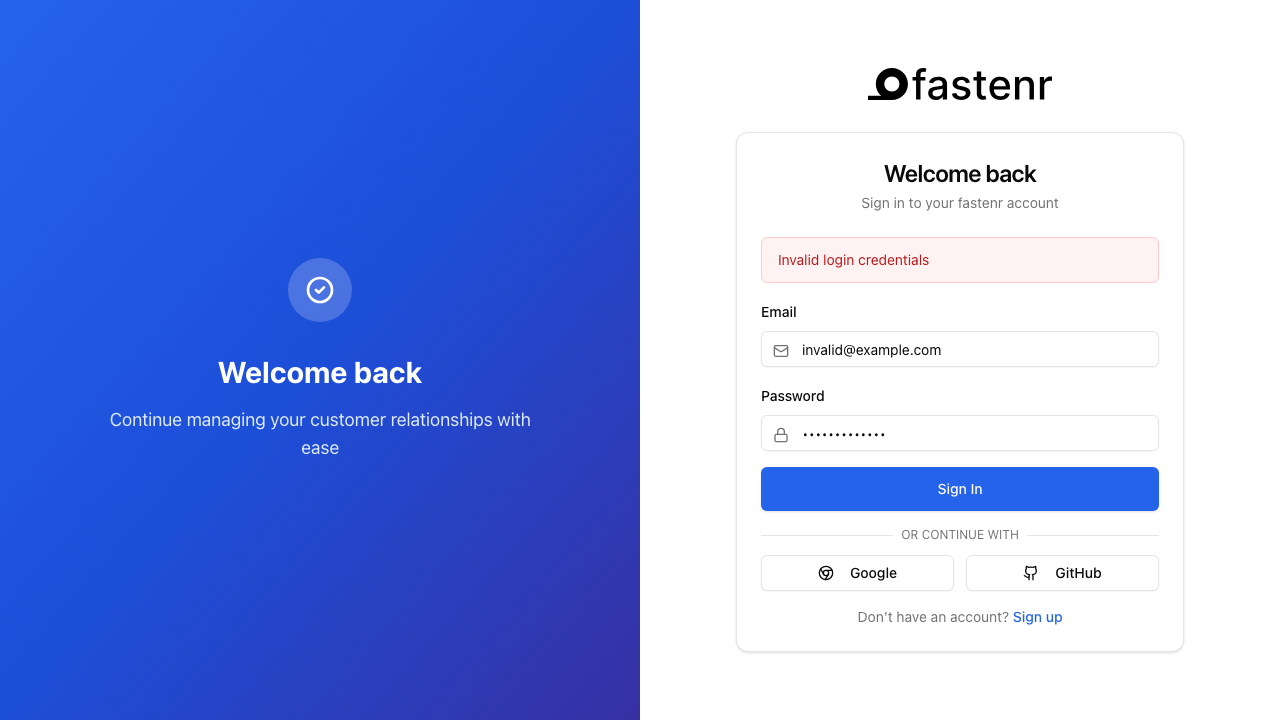 Welcome back
Continue managing your customer relationships with
ease
fastenr
Welcome back
Sign in to your fastenr account
Invalid login credentials
Email
invalid@example.com
Password
•••••••••••••
Sign In
OR CONTINUE WITH
Google
GitHub
Don't have an account? Sign up